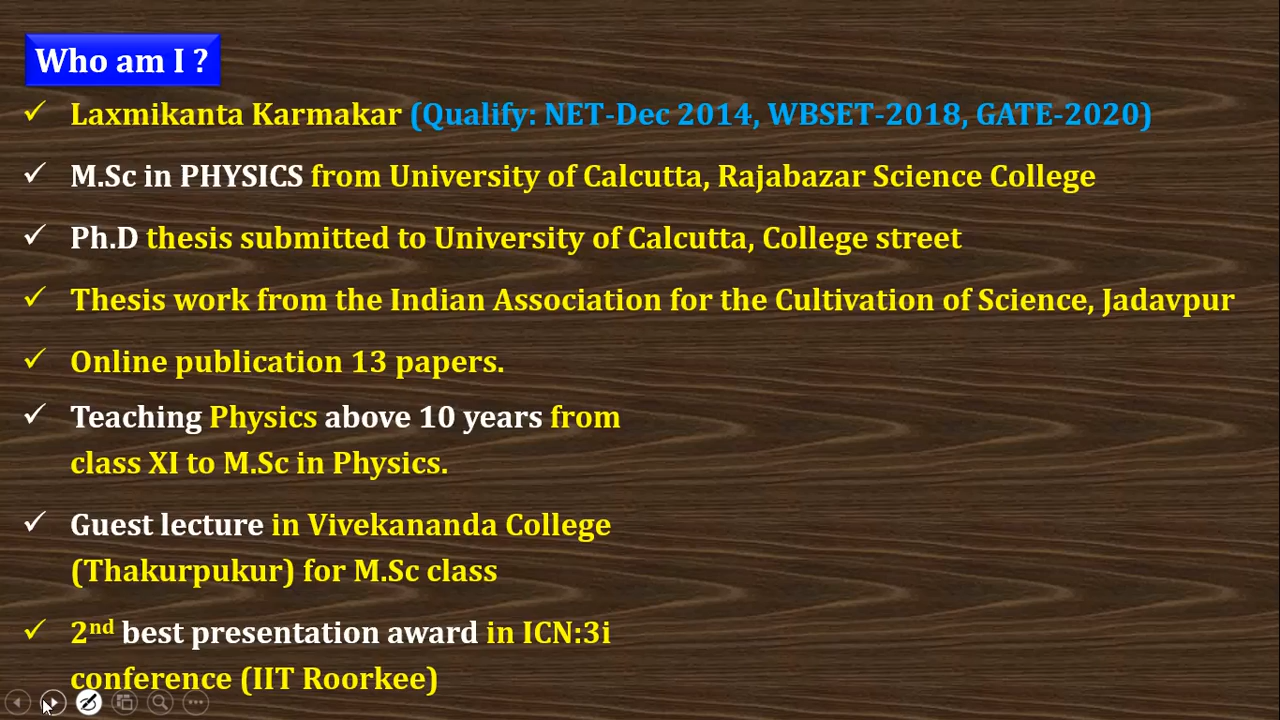 Who am I ?
✓ Laxmikanta Karmakar (Qualify: NET-Dec 2014, WBSET-2018, GATE-2020)
✓ M.Sc in PHYSICS from University of Calcutta, Rajabazar Science College
✓ Ph.D thesis submitted to University of Calcutta, College street
✓ Thesis work from the Indian Association for the Cultivation of Science, Jadavpur
✓ Online publication 13 papers.
✓ Teaching Physics above 10 years from
class XI to M.Sc in Physics.
✓ Guest lecture in Vivekananda College
(Thakurpukur) for M.Sc class
✓ 2nd best presentation award in ICN:3i
conference (IIT Roorkee)